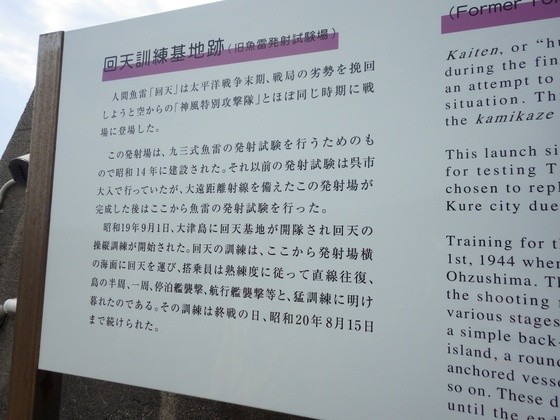 回天訓練基地跡(旧魚雷発射試験場)
人間魚雷「回天」は太平洋戦争末期、戦局の劣勢を挽回
しようと空からの「神風特別攻撃隊」とほぼ同じ時期に戦
場に登場した。
この発射場は、九三式魚雷の発射試験を行うためのも
ので昭和14年に建設された。それ以前の発射試験は呉市
大入で行っていたが、大遠距離射線を備えたこの発射場が
完成した後はここから魚雷の発射試験を行った。
昭和19年9月1日、大津島に回天基地が開隊され回天の
操縦訓練が開始された。回天の訓練は、ここから発射場横
の海面に回天を運び、搭乗員は熟練度に従って直線往復、
島の半周、一周、停泊艦襲撃、航行艦襲撃等と、猛訓練に明け
暮れたのである。その訓練は終戦の日、昭和20年8月15日
まで続けられた。
(Former
Kaiten, or "hu
during the fin
an attempt to
situation. Th
the kamikaze
This launch si
for testing T
chosen to repl
Kure city due
Training for th
1st, 1944 when
Ohzushima. Th
the shooting r
various stages
a simple back-
island, a roun
anchored vess
so on. These d
until the end